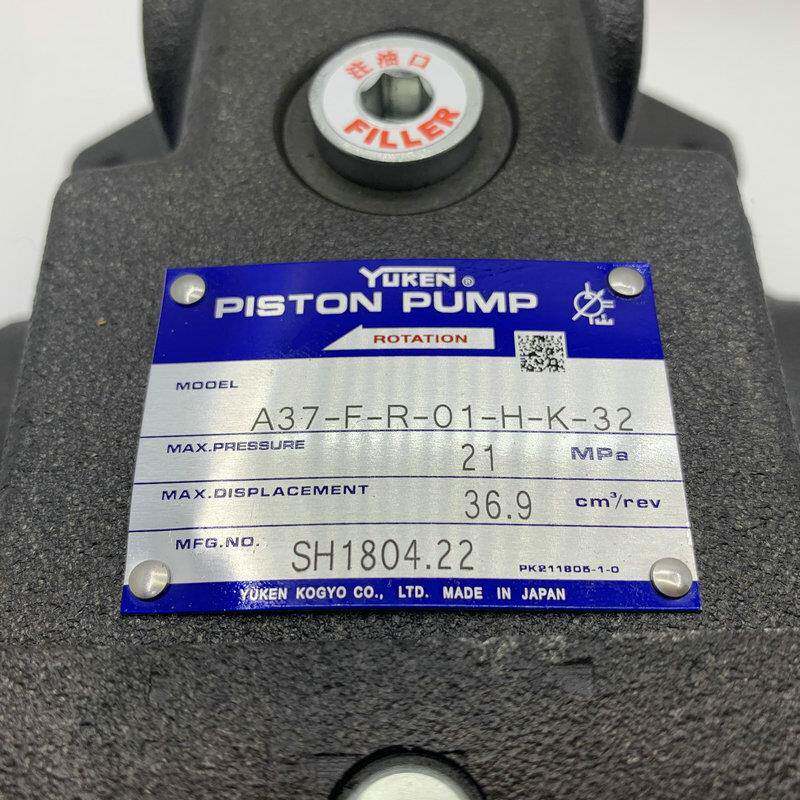 注油口
FILLER
YUKEN ®
PISTON PUMP
ROTATION
MODEL A37-F-R-01-H-K-32
MAX.PRESSURE 21 MPa
MAX.DISPLACEMENT 36.9 cm³/rev
MFG.NO. SH1804.22 PK211805-1-0
YUKEN KOGYO CO., LTD. MADE IN JAPAN